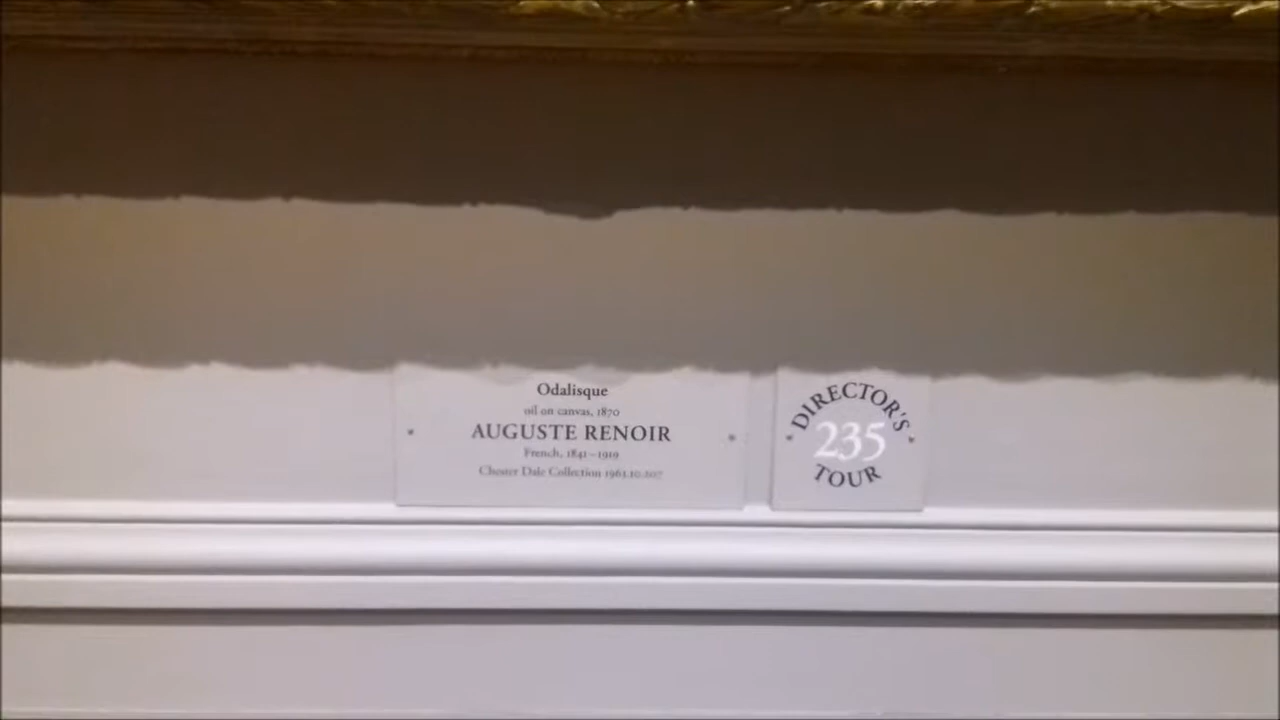 Odalisque
oil on canvas, 1870
AUGUSTE RENOIR
French, 1841–1919
Chester Dale Collection 1963.10.207
DIRECTOR'S
235
TOUR